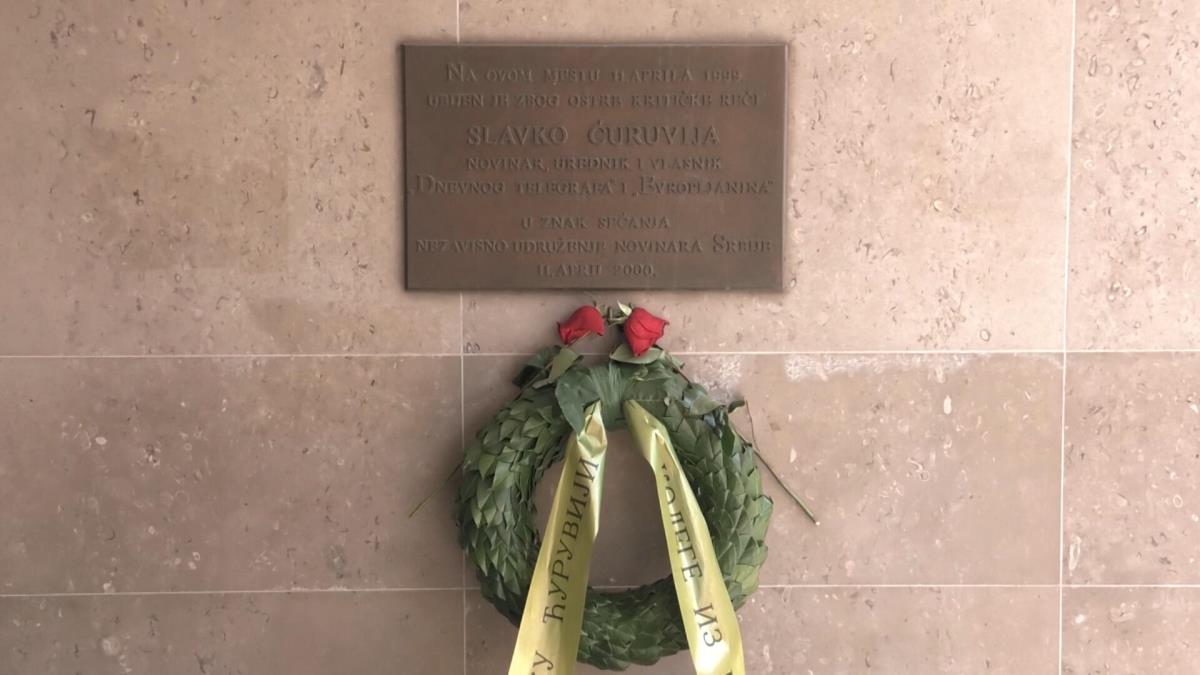 NA OVOM MESTU 11. APRILA 1999.
UBIJEN JE ZBOG OŠTRE KRITIČKE REČI
SLAVKO ĆURUVIJA
NOVINAR, UREDNIK I VLASNIK
„DNEVNOG TELEGRAFA" I „EVROPLJANINA"
U ZNAK SEĆANJA
NEZAVISNO UDRUŽENJE NOVINARA SRBIJE
11. APRIL 2000.
У ЋУРУВИЈИ
КОЛЕГЕ ИЗ